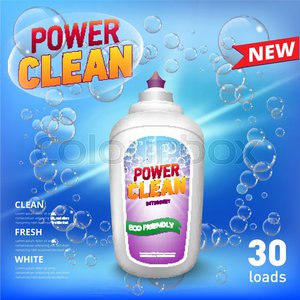 POWER
CLEAN
NEW
POWER
CLEAN
DETERGENT
ECO FRIENDLY
CLEAN
FRESH
WHITE
30
loads